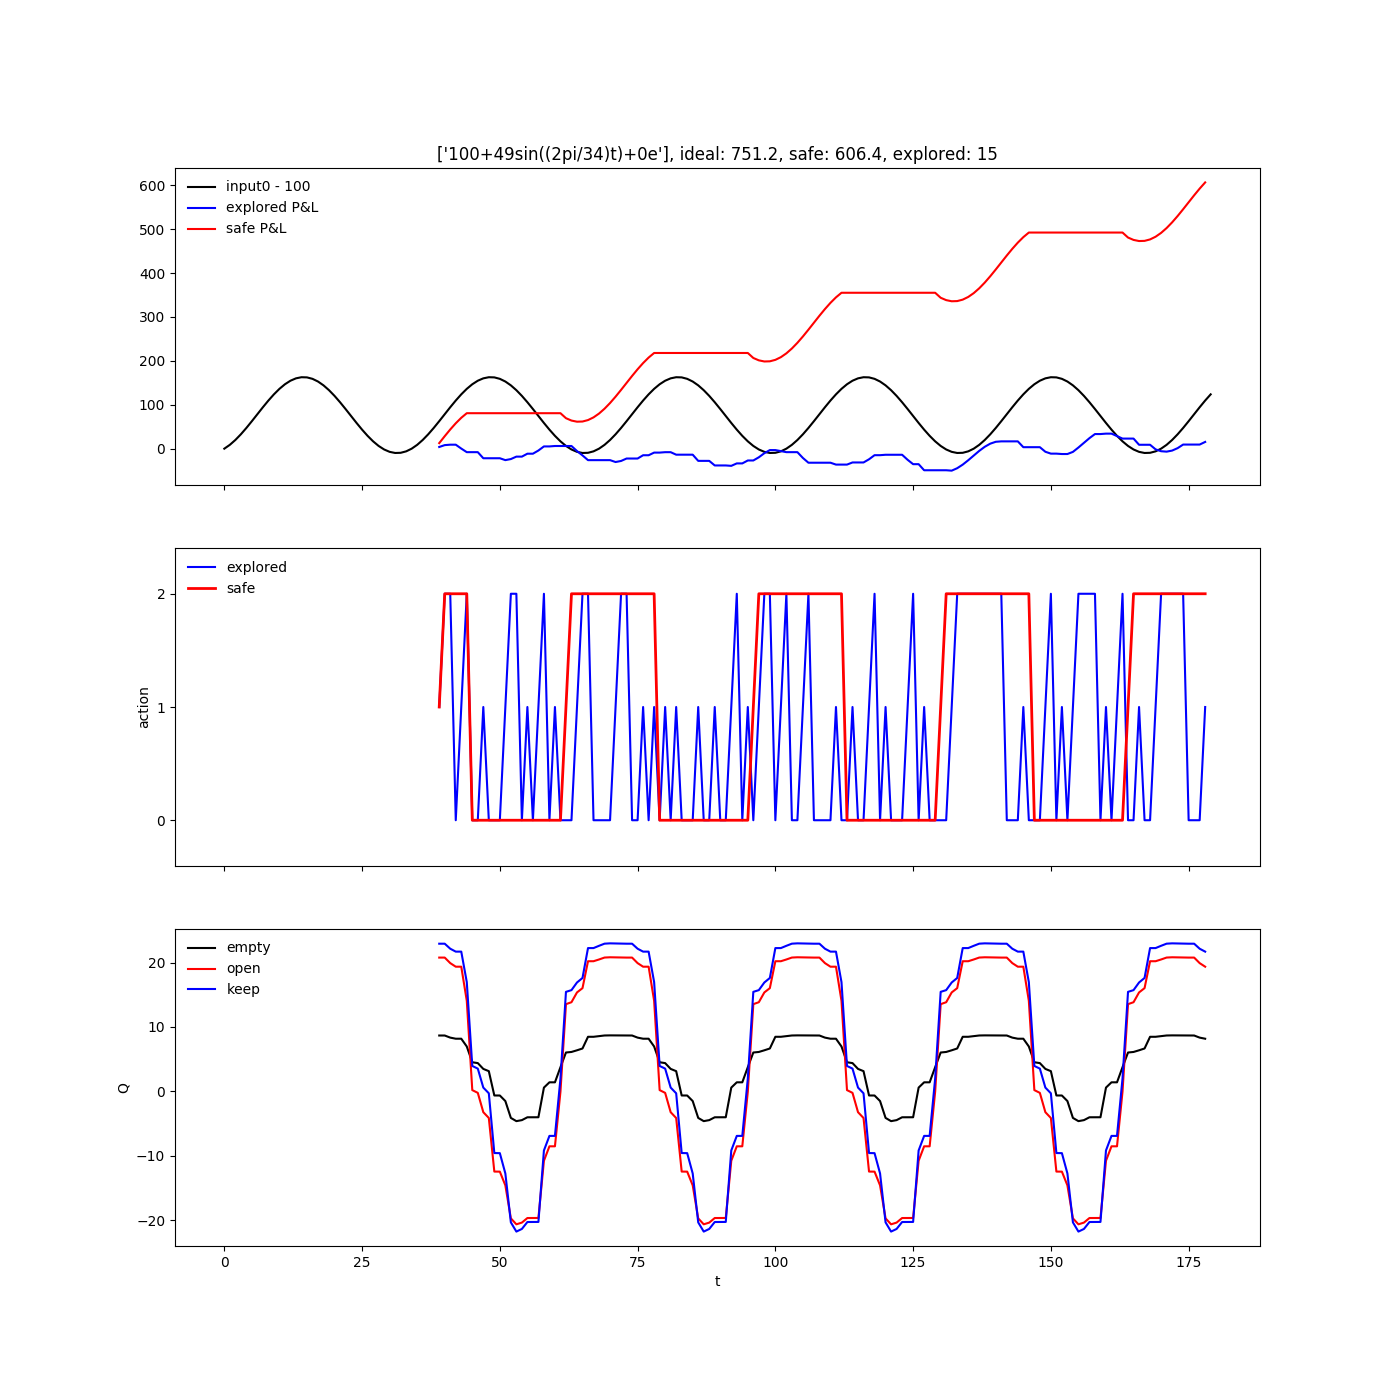 ['100+49sin((2pi/34)t)+0e'], ideal: 751.2, safe: 606.4, explored: 15
input0 - 100
explored P&L
safe P&L
600
500
400
300
200
100
0
explored
safe
action
2
1
0
empty
open
keep
Q
20
10
0
−10
−20
0 25 50 75 100 125 150 175
t